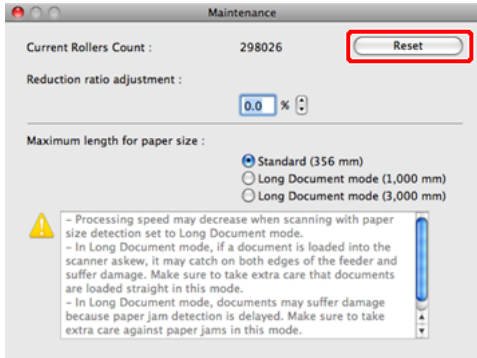 Maintenance
Current Rollers Count : 298026 Reset
Reduction ratio adjustment :
0.0 %
Maximum length for paper size :
Standard (356 mm)
Long Document mode (1,000 mm)
Long Document mode (3,000 mm)
– Processing speed may decrease when scanning with paper
size detection set to Long Document mode.
– In Long Document mode, if a document is loaded into the
scanner askew, it may catch on both edges of the feeder and
suffer damage. Make sure to take extra care that documents
are loaded straight in this mode.
– In Long Document mode, documents may suffer damage
because paper jam detection is delayed. Make sure to take
extra care against paper jams in this mode.